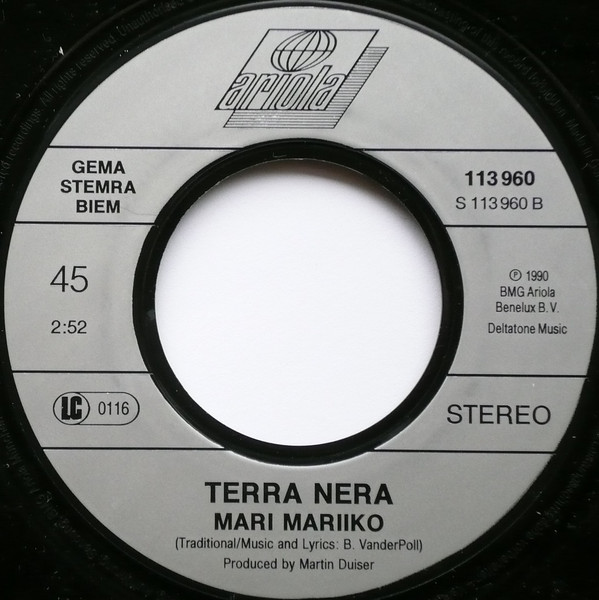 ariola
GEMA
STEMRA
BIEM
113 960
S 113 960 B
45
2:52
℗ 1990
BMG Ariola
Benelux B. V.
Deltatone Music
LC 0116
STEREO
TERRA NERA
MARI MARIIKO
(Traditional/Music and Lyrics: B. VanderPoll)
Produced by Martin Duiser